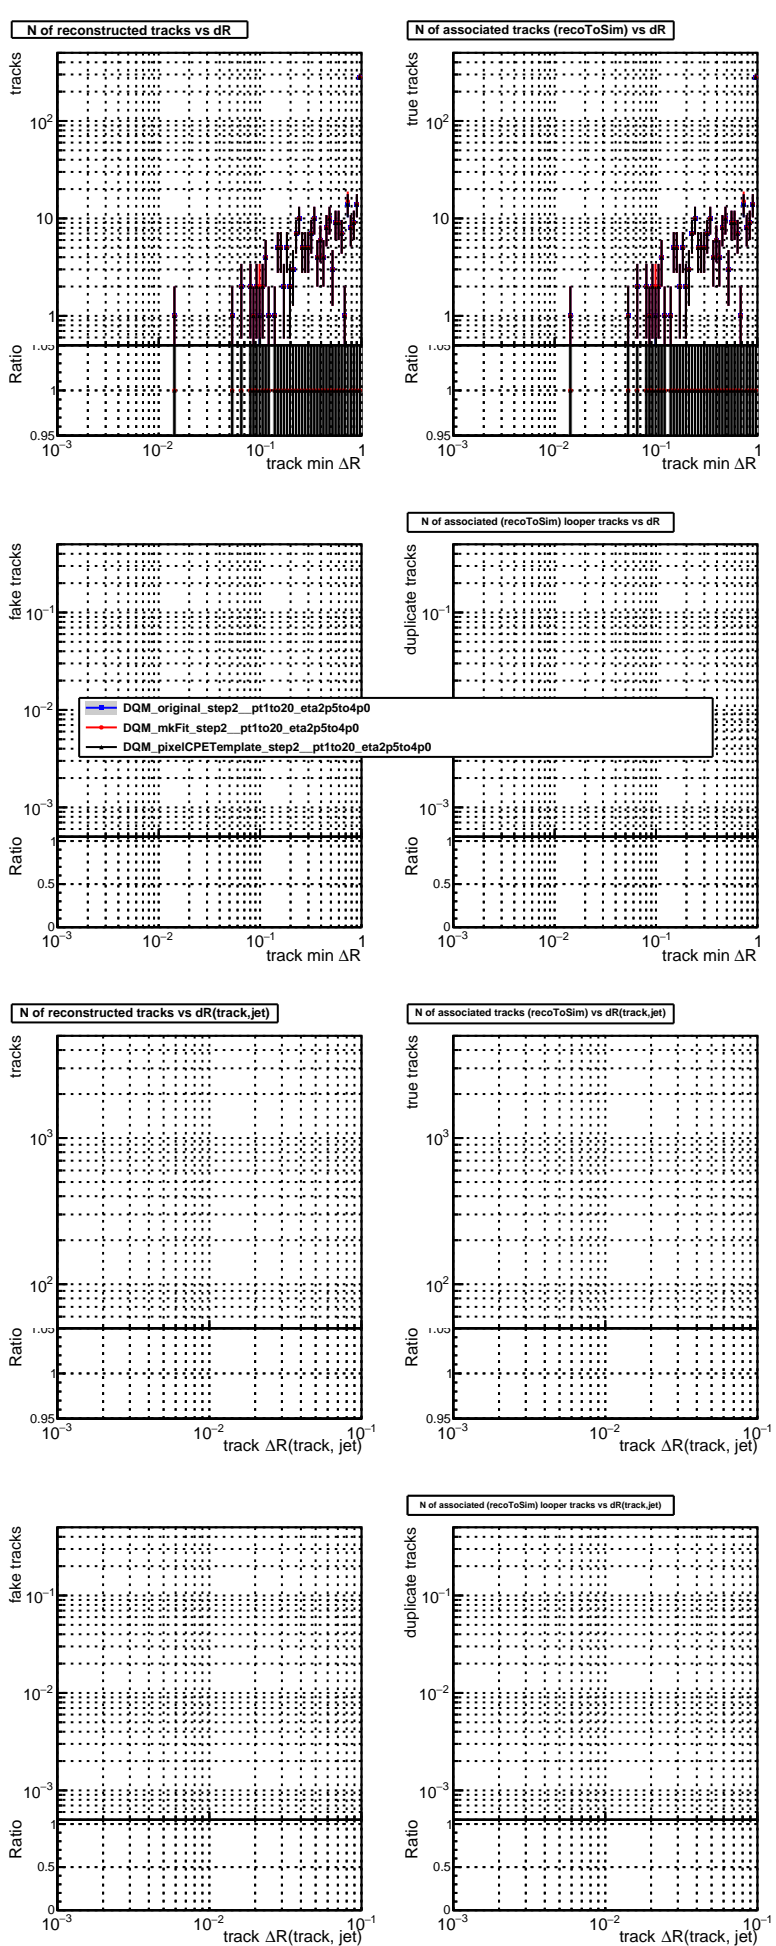 N of reconstructed tracks vs dR
N of associated tracks (recoToSim) vs dR
tracks
10²
10
1
Ratio
1.05
1
0.95
10⁻³
10⁻²
10⁻¹
1
track min ΔR
true tracks
10²
10
1
Ratio
1.05
1
0.95
10⁻³
10⁻²
10⁻¹
1
track min ΔR
N of associated (recoToSim) looper tracks vs dR
fake tracks
10⁻¹
10⁻²
10⁻³
Ratio
1
0.5
0
10⁻³
10⁻²
10⁻¹
1
track min ΔR
duplicate tracks
10⁻¹
10⁻³
Ratio
1
0.5
0
10⁻³
10⁻²
10⁻¹
1
track min ΔR
DQM_original_step2__pt1to20_eta2p5to4p0
DQM_mkFit_step2__pt1to20_eta2p5to4p0
DQM_pixelCPETemplate_step2__pt1to20_eta2p5to4p0
N of reconstructed tracks vs dR(track,jet)
N of associated tracks (recoToSim) vs dR(track,jet)
tracks
10³
10²
Ratio
1.05
1
0.95
10⁻³
10⁻²
10⁻¹
track ΔR(track, jet)
true tracks
10³
10²
Ratio
1.05
1
0.95
10⁻³
10⁻²
10⁻¹
track ΔR(track, jet)
N of associated (recoToSim) looper tracks vs dR(track,jet)
fake tracks
10⁻¹
10⁻²
10⁻³
Ratio
1
0.5
0
10⁻³
10⁻²
10⁻¹
track ΔR(track, jet)
duplicate tracks
10⁻¹
10⁻²
10⁻³
Ratio
1
0.5
0
10⁻³
10⁻²
10⁻¹
track ΔR(track, jet)